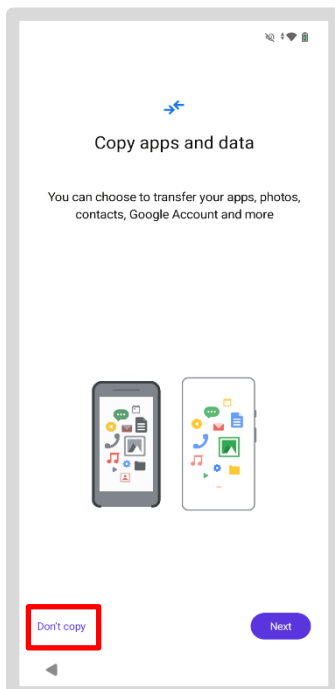 Copy apps and data
You can choose to transfer your apps, photos,
contacts, Google Account and more
Don't copy
Next